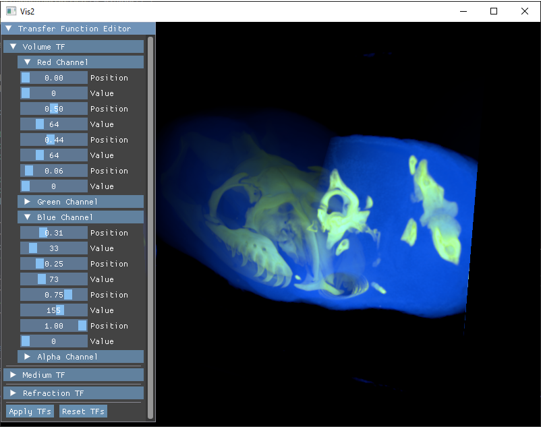 Vis2
Transfer Function Editor
Volume TF
Red Channel
0.00 Position
0 Value
0.50 Position
64 Value
0.44 Position
64 Value
0.06 Position
0 Value
Green Channel
Blue Channel
0.31 Position
33 Value
0.25 Position
73 Value
0.75 Position
155 Value
1.00 Position
0 Value
Alpha Channel
Medium TF
Refraction TF
Apply TFs Reset TFs